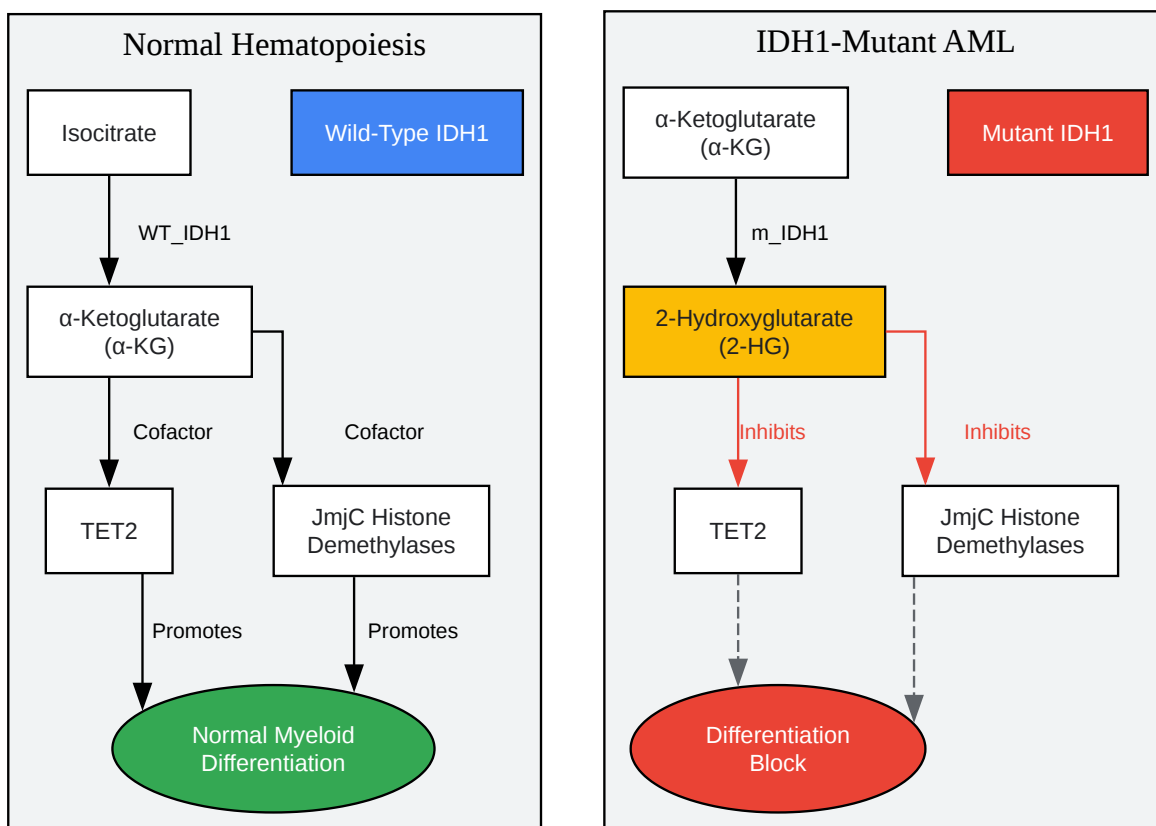 Normal Hematopoiesis
Isocitrate
Wild-Type IDH1
WT_IDH1
α-Ketoglutarate
(α-KG)
Cofactor
Cofactor
TET2
JmjC Histone
Demethylases
Promotes
Promotes
Normal Myeloid
Differentiation
IDH1-Mutant AML
α-Ketoglutarate
(α-KG)
Mutant IDH1
m_IDH1
2-Hydroxyglutarate
(2-HG)
Inhibits
Inhibits
TET2
JmjC Histone
Demethylases
Differentiation
Block